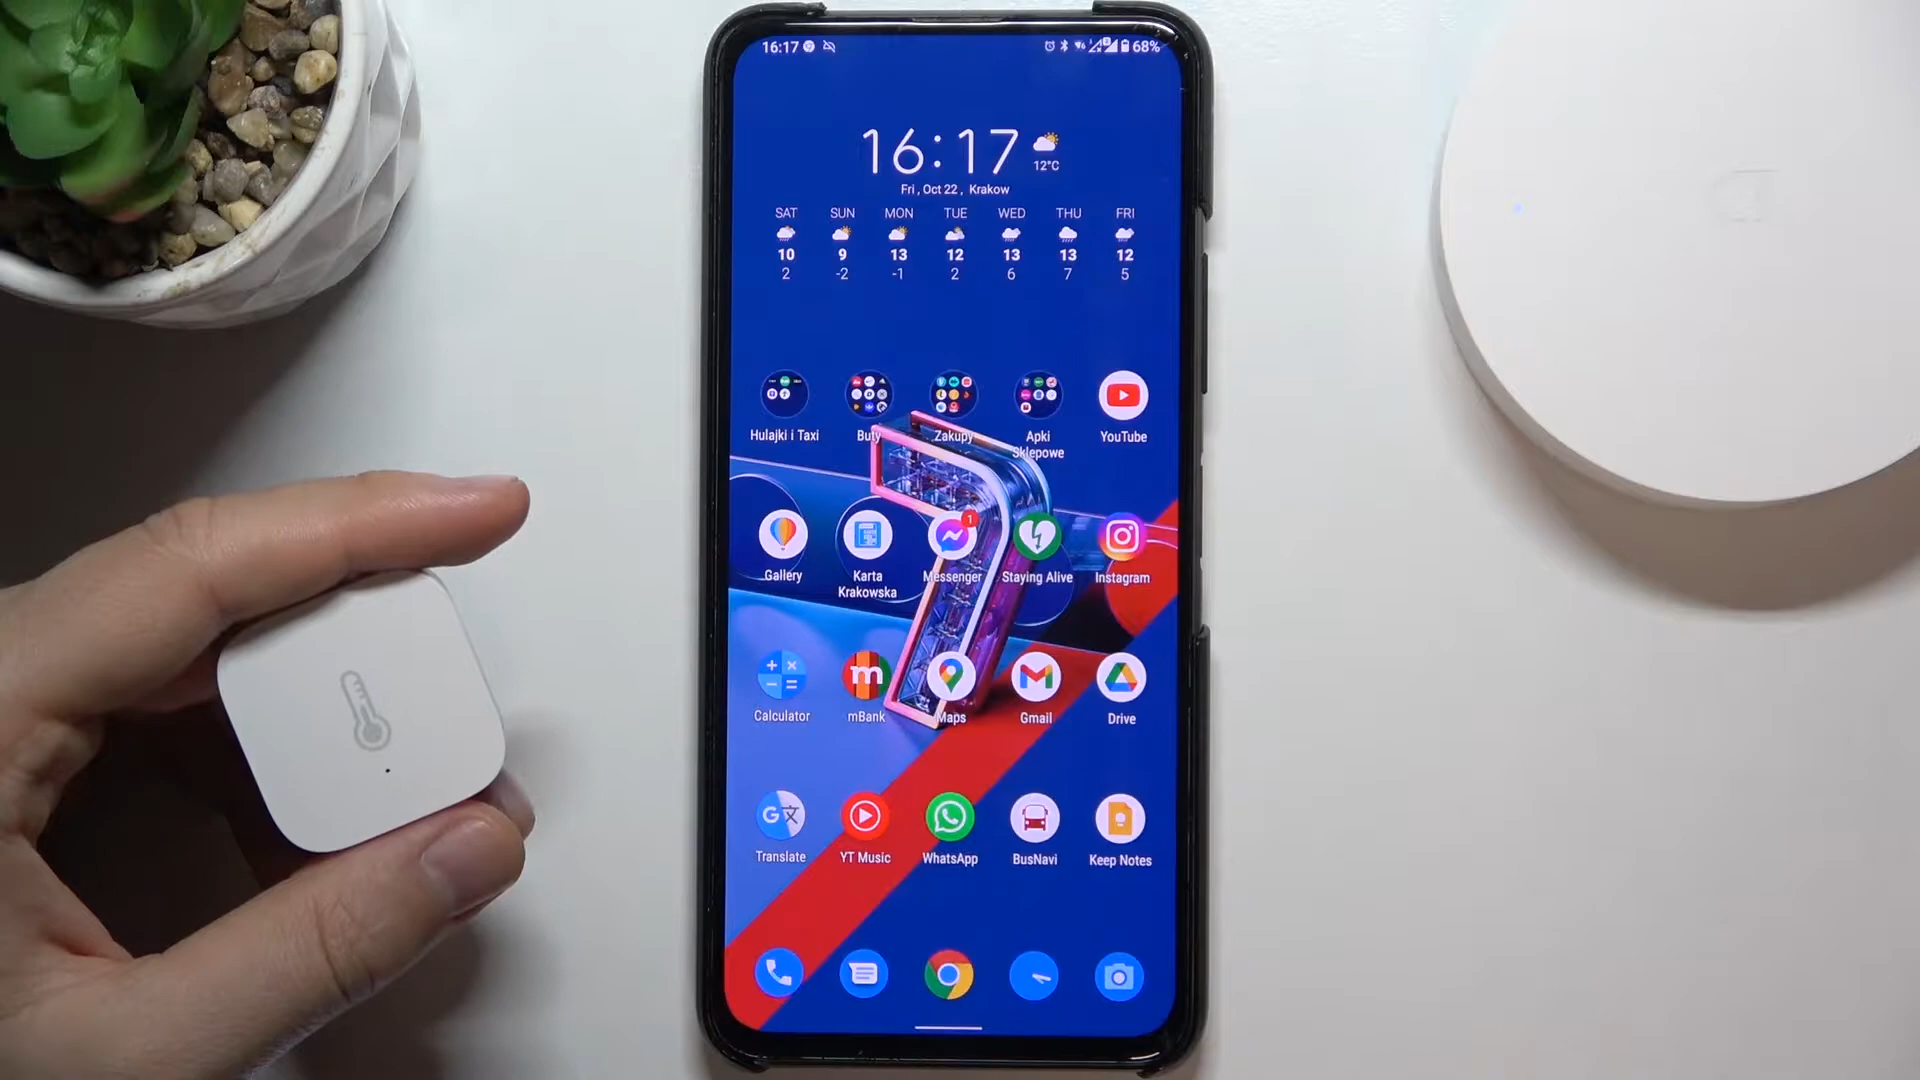 16:17 68%
16:17
12°C
Fri , Oct 22 , Krakow
SAT SUN MON TUE WED THU FRI
10 9 13 12 13 13 12
2 -2 -1 2 6 7 5
Hulajki i Taxi Buty Zakupy Apki Sklepowe YouTube
1
Gallery Karta Krakowska Messenger Staying Alive Instagram
m
Calculator mBank Maps Gmail Drive
G文
Translate YT Music WhatsApp BusNavi Keep Notes